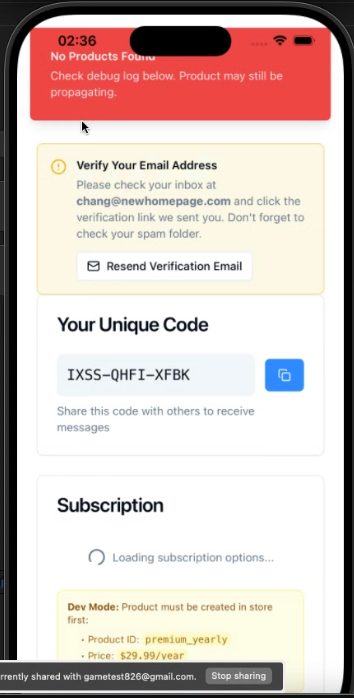 02:36
No Products Found
Check debug log below. Product may still be
propagating.
Verify Your Email Address
Please check your inbox at
chang@newhomepage.com and click the
verification link we sent you. Don't forget to
check your spam folder.
Resend Verification Email
Your Unique Code
IXSS-QHFI-XFBK
Share this code with others to receive
messages
Subscription
Loading subscription options...
Dev Mode: Product must be created in store
first:
• Product ID: premium_yearly
• Price: $29.99/year
shared with gametest826@gmail.com. Stop sharing